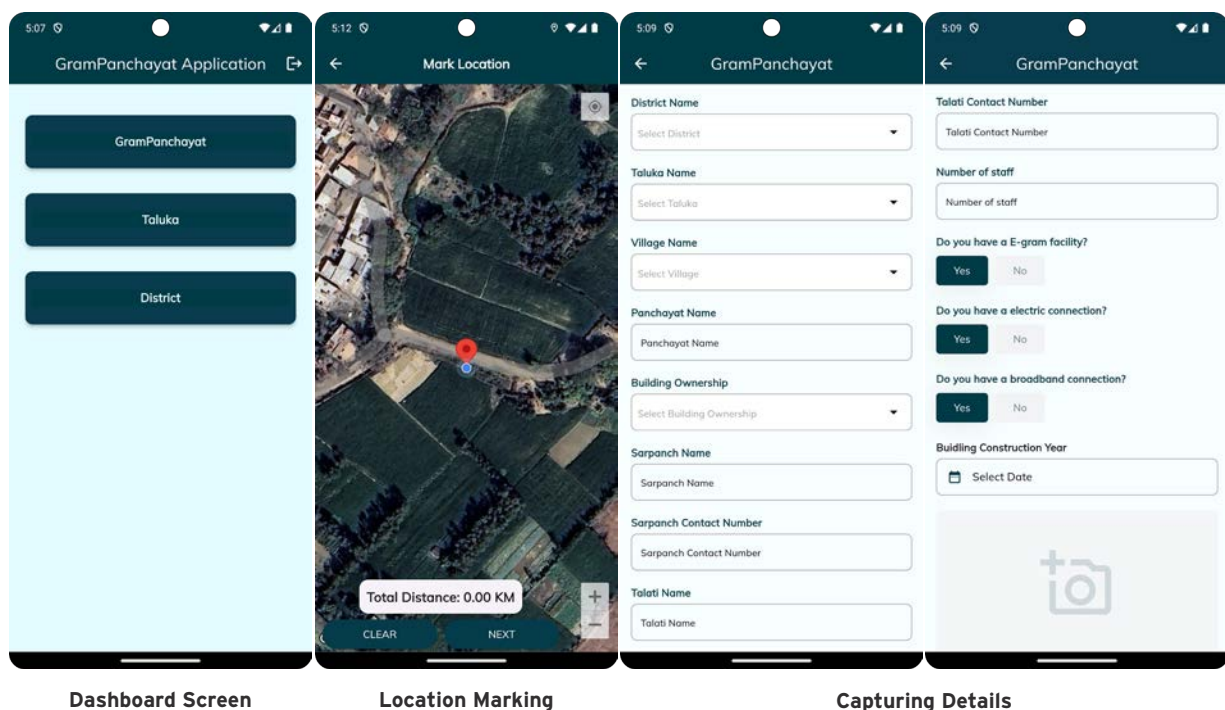 5:07
GramPanchayat Application
GramPanchayat
Taluka
District
5:12
Mark Location
Total Distance: 0.00 KM
CLEAR
NEXT
5:09
GramPanchayat
District Name
Select District
Taluka Name
Select Taluka
Village Name
Select Village
Panchayat Name
Panchayat Name
Building Ownership
Select Building Ownership
Sarpanch Name
Sarpanch Name
Sarpanch Contact Number
Sarpanch Contact Number
Talati Name
Talati Name
5:09
GramPanchayat
Talati Contact Number
Talati Contact Number
Number of staff
Number of staff
Do you have a E-gram facility?
Yes No
Do you have a electric connection?
Yes No
Do you have a broadband connection?
Yes No
Buidling Construction Year
Select Date
Dashboard Screen
Location Marking
Capturing Details